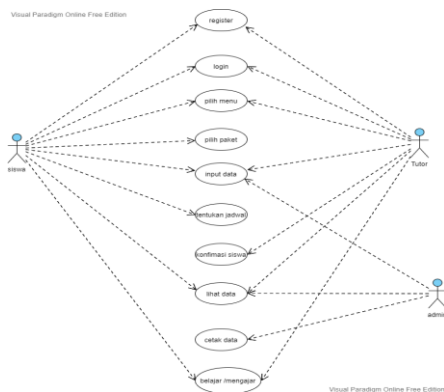 Visual Paradigm Online Free Edition
register
login
pilih menu
pilih paket
siswa
Tutor
input data
tentukan jadwal
konfimasi siswa
lihat data
admin
cetak data
belajar /mengajar
Visual Paradigm Online Free Edition